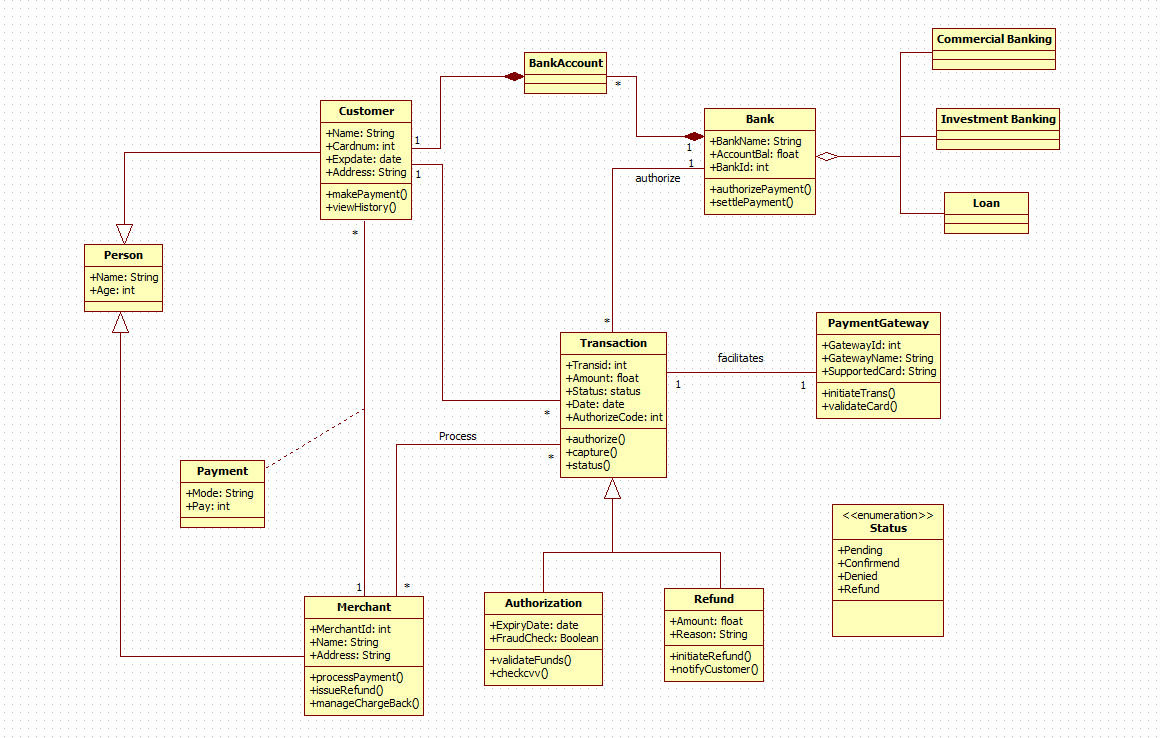 Commercial Banking
BankAccount
*
Customer
+Name: String
+Cardnum: int
+Expdate: date
+Address: String
+makePayment()
+viewHistory()
1
1
*
Bank
+BankName: String
+AccountBal: float
+BankId: int
+authorizePayment()
+settlePayment()
1
1
authorize
*
Investment Banking
Loan
Person
+Name: String
+Age: int
Transaction
+Transid: int
+Amount: float
+Status: status
+Date: date
+AuthorizeCode: int
+authorize()
+capture()
+status()
facilitates
1
1
PaymentGateway
+GatewayId: int
+GatewayName: String
+SupportedCard: String
+initiateTrans()
+validateCard()
*
Process
*
Payment
+Mode: String
+Pay: int
<<enumeration>>
Status
+Pending
+Confirmend
+Denied
+Refund
1
*
Merchant
+MerchantId: int
+Name: String
+Address: String
+processPayment()
+issueRefund()
+manageChargeBack()
Authorization
+ExpiryDate: date
+FraudCheck: Boolean
+validateFunds()
+checkcvv()
Refund
+Amount: float
+Reason: String
+initiateRefund()
+notifyCustomer()